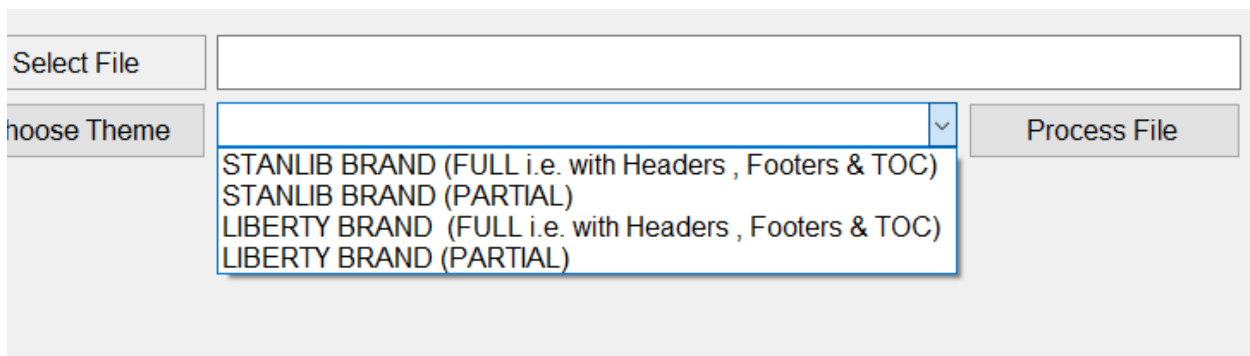 Select File
hoose Theme
Process File
STANLIB BRAND (FULL i.e. with Headers , Footers & TOC)
STANLIB BRAND (PARTIAL)
LIBERTY BRAND  (FULL i.e. with Headers , Footers & TOC)
LIBERTY BRAND (PARTIAL)